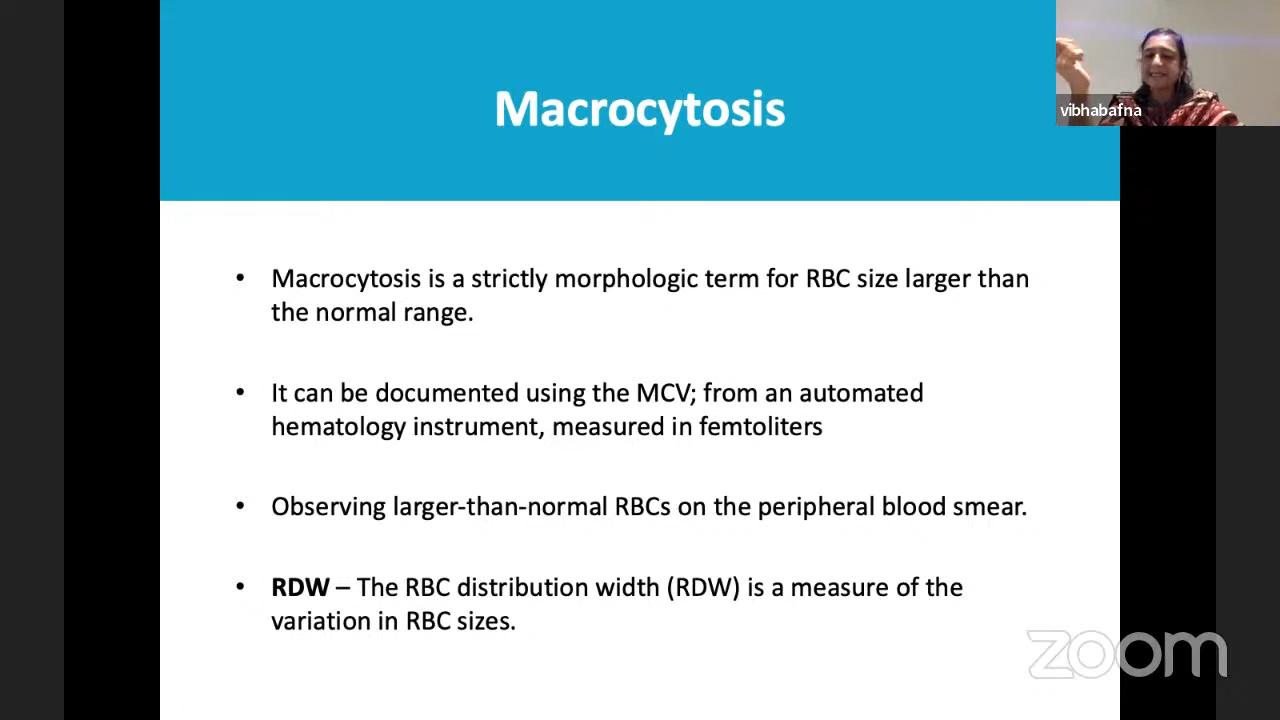 Macrocytosis
vibhabafna
• Macrocytosis is a strictly morphologic term for RBC size larger than
the normal range.
• It can be documented using the MCV; from an automated
hematology instrument, measured in femtoliters
• Observing larger-than-normal RBCs on the peripheral blood smear.
• RDW – The RBC distribution width (RDW) is a measure of the
variation in RBC sizes.
zoom